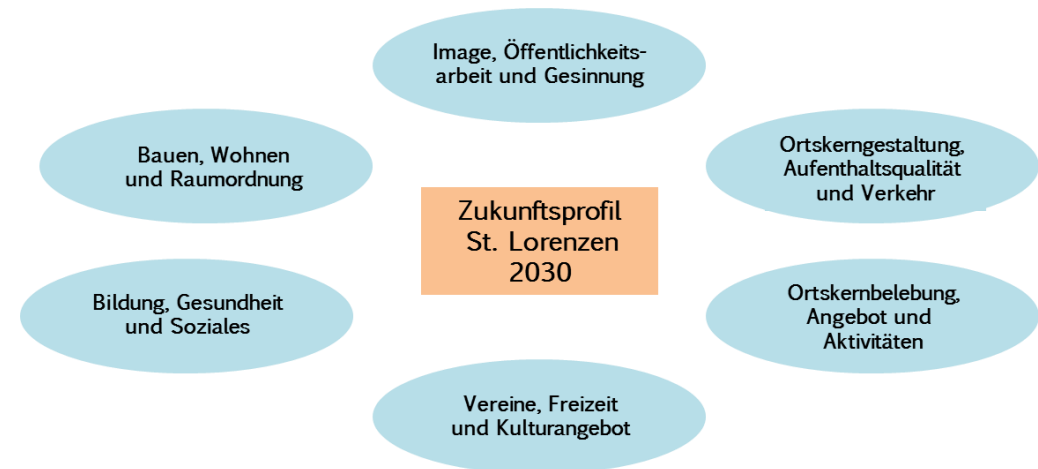 Image, Öffentlichkeits-
arbeit und Gesinnung
Bauen, Wohnen
und Raumordnung
Ortskerngestaltung,
Aufenthaltsqualität
und Verkehr
Zukunftsprofil
St. Lorenzen
2030
Bildung, Gesundheit
und Soziales
Ortskernbelebung,
Angebot und
Aktivitäten
Vereine, Freizeit
und Kulturangebot